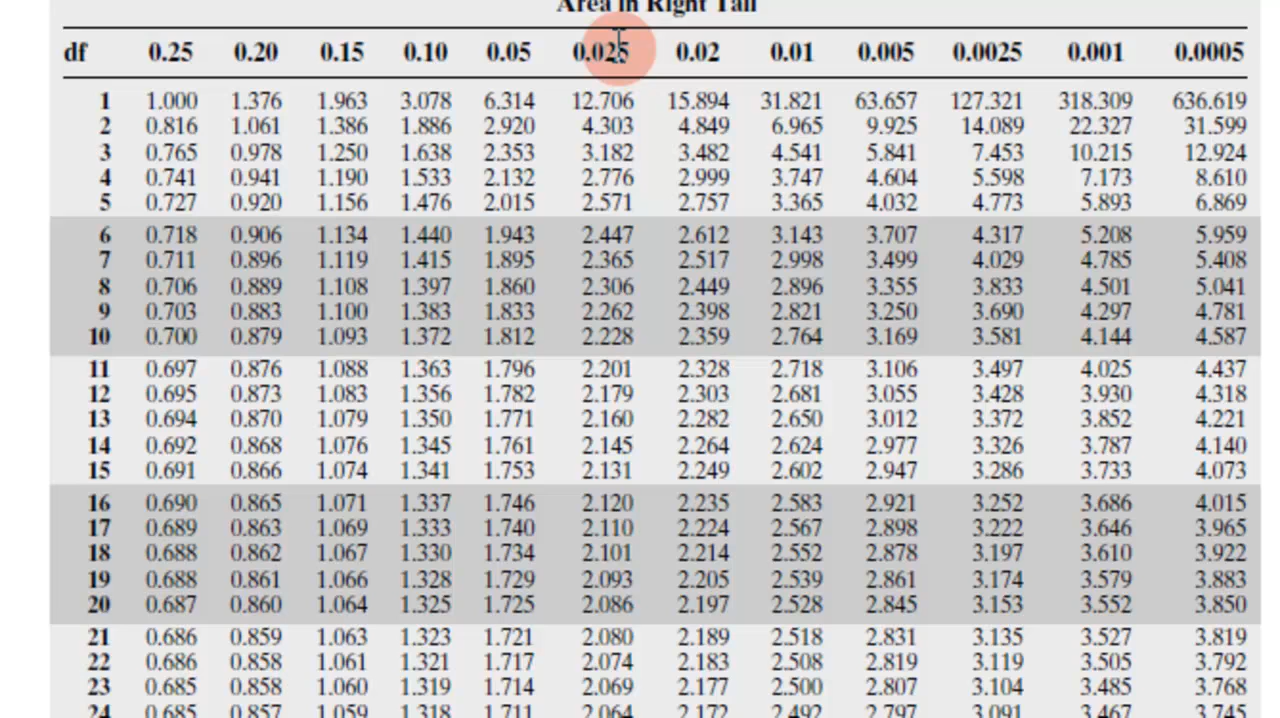 Area in Right Tail
df 0.25 0.20 0.15 0.10 0.05 0.025 0.02 0.01 0.005 0.0025 0.001 0.0005
1 1.000 1.376 1.963 3.078 6.314 12.706 15.894 31.821 63.657 127.321 318.309 636.619
2 0.816 1.061 1.386 1.886 2.920 4.303 4.849 6.965 9.925 14.089 22.327 31.599
3 0.765 0.978 1.250 1.638 2.353 3.182 3.482 4.541 5.841 7.453 10.215 12.924
4 0.741 0.941 1.190 1.533 2.132 2.776 2.999 3.747 4.604 5.598 7.173 8.610
5 0.727 0.920 1.156 1.476 2.015 2.571 2.757 3.365 4.032 4.773 5.893 6.869
6 0.718 0.906 1.134 1.440 1.943 2.447 2.612 3.143 3.707 4.317 5.208 5.959
7 0.711 0.896 1.119 1.415 1.895 2.365 2.517 2.998 3.499 4.029 4.785 5.408
8 0.706 0.889 1.108 1.397 1.860 2.306 2.449 2.896 3.355 3.833 4.501 5.041
9 0.703 0.883 1.100 1.383 1.833 2.262 2.398 2.821 3.250 3.690 4.297 4.781
10 0.700 0.879 1.093 1.372 1.812 2.228 2.359 2.764 3.169 3.581 4.144 4.587
11 0.697 0.876 1.088 1.363 1.796 2.201 2.328 2.718 3.106 3.497 4.025 4.437
12 0.695 0.873 1.083 1.356 1.782 2.179 2.303 2.681 3.055 3.428 3.930 4.318
13 0.694 0.870 1.079 1.350 1.771 2.160 2.282 2.650 3.012 3.372 3.852 4.221
14 0.692 0.868 1.076 1.345 1.761 2.145 2.264 2.624 2.977 3.326 3.787 4.140
15 0.691 0.866 1.074 1.341 1.753 2.131 2.249 2.602 2.947 3.286 3.733 4.073
16 0.690 0.865 1.071 1.337 1.746 2.120 2.235 2.583 2.921 3.252 3.686 4.015
17 0.689 0.863 1.069 1.333 1.740 2.110 2.224 2.567 2.898 3.222 3.646 3.965
18 0.688 0.862 1.067 1.330 1.734 2.101 2.214 2.552 2.878 3.197 3.610 3.922
19 0.688 0.861 1.066 1.328 1.729 2.093 2.205 2.539 2.861 3.174 3.579 3.883
20 0.687 0.860 1.064 1.325 1.725 2.086 2.197 2.528 2.845 3.153 3.552 3.850
21 0.686 0.859 1.063 1.323 1.721 2.080 2.189 2.518 2.831 3.135 3.527 3.819
22 0.686 0.858 1.061 1.321 1.717 2.074 2.183 2.508 2.819 3.119 3.505 3.792
23 0.685 0.858 1.060 1.319 1.714 2.069 2.177 2.500 2.807 3.104 3.485 3.768
24 0.685 0.857 1.059 1.318 1.711 2.064 2.172 2.492 2.797 3.091 3.467 3.745